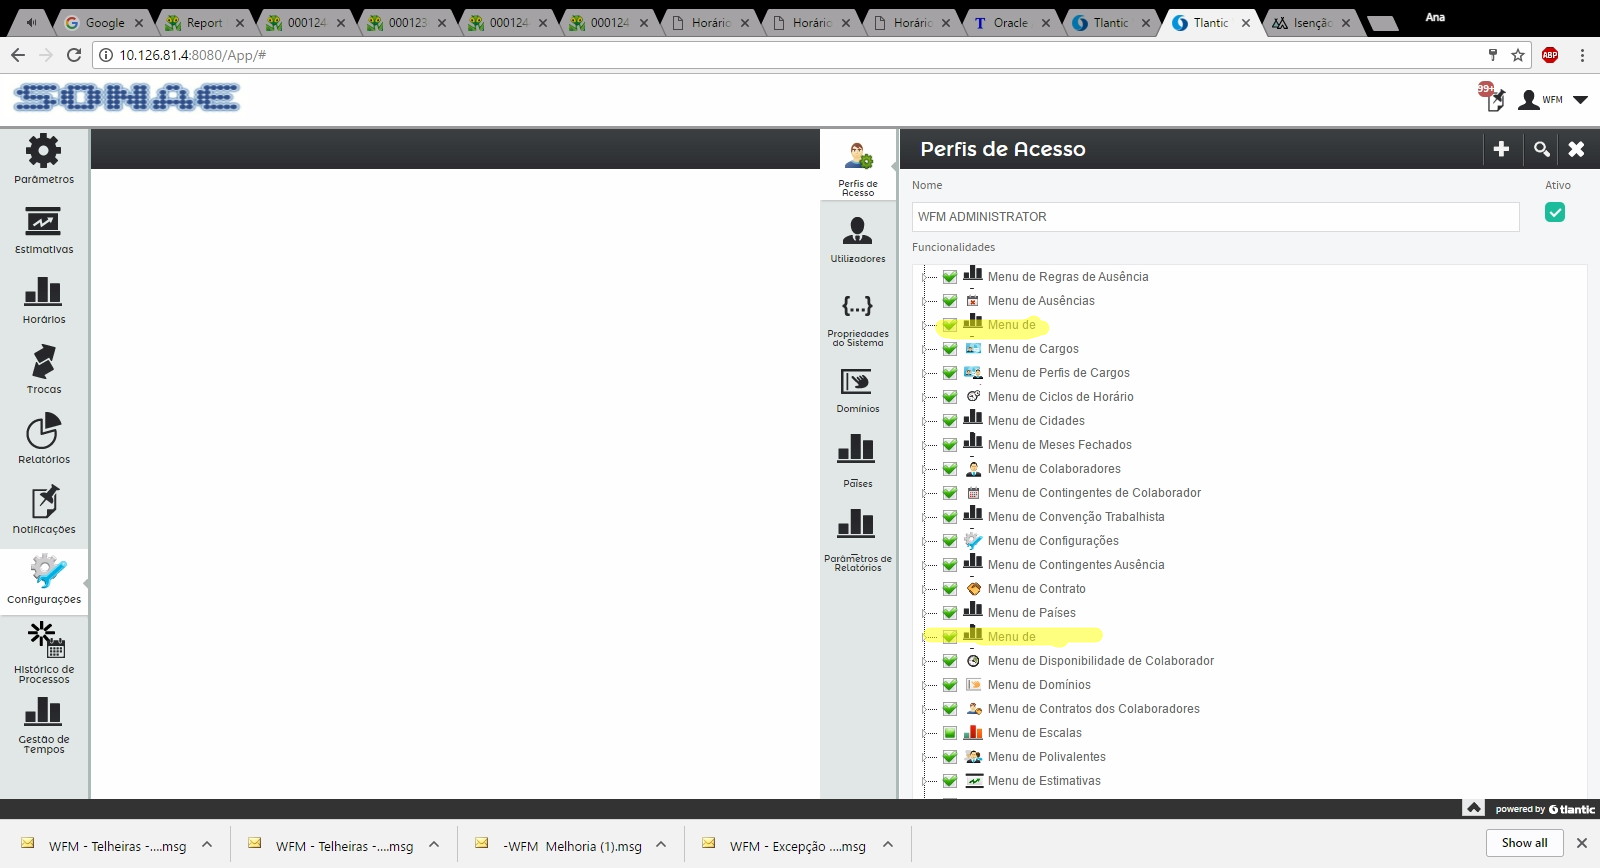 Google
Report
000124
000123
000124
000124
Horário
Horário
Horário
Oracle
Tlantic
Tlantic
Isenção
Ana
10.126.81.4:8080/App/#
SONAE
99+
WFM
Parâmetros
Estimativas
Horários
Trocas
Relatórios
Notificações
Configurações
Histórico de
Processos
Gestão de
Tempos
Perfis de
Acesso
Utilizadores
{...}
Propriedades
do Sistema
Domínios
Países
Parâmetros de
Relatórios
Perfis de Acesso
Nome
Ativo
WFM ADMINISTRATOR
Funcionalidades
Menu de Regras de Ausência
Menu de Ausências
Menu de
Menu de Cargos
Menu de Perfis de Cargos
Menu de Ciclos de Horário
Menu de Cidades
Menu de Meses Fechados
Menu de Colaboradores
Menu de Contingentes de Colaborador
Menu de Convenção Trabalhista
Menu de Configurações
Menu de Contingentes Ausência
Menu de Contrato
Menu de Países
Menu de
Menu de Disponibilidade de Colaborador
Menu de Domínios
Menu de Contratos dos Colaboradores
Menu de Escalas
Menu de Polivalentes
Menu de Estimativas
powered by tlantic
WFM - Telheiras -....msg
WFM - Telheiras -....msg
-WFM Melhoria (1).msg
WFM - Excepção ....msg
Show all